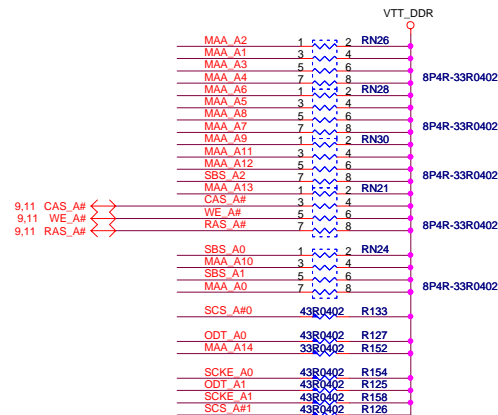 VTT_DDR
MAA_A2 1 2 RN26
MAA_A1 3 4
MAA_A3 5 6
MAA_A4 7 8 8P4R-33R0402
MAA_A6 1 2 RN28
MAA_A5 3 4
MAA_A8 5 6
MAA_A7 7 8 8P4R-33R0402
MAA_A9 1 2 RN30
MAA_A11 3 4
MAA_A12 5 6
SBS_A2 7 8 8P4R-33R0402
MAA_A13 1 2 RN21
9,11 CAS_A# CAS_A# 3 4
9,11 WE_A# WE_A# 5 6
9,11 RAS_A# RAS_A# 7 8 8P4R-33R0402
SBS_A0 1 2 RN24
MAA_A10 3 4
SBS_A1 5 6
MAA_A0 7 8 8P4R-33R0402
SCS_A#0 43R0402 R133
ODT_A0 43R0402 R127
MAA_A14 33R0402 R152
SCKE_A0 43R0402 R154
ODT_A1 43R0402 R125
SCKE_A1 43R0402 R158
SCS_A#1 43R0402 R126